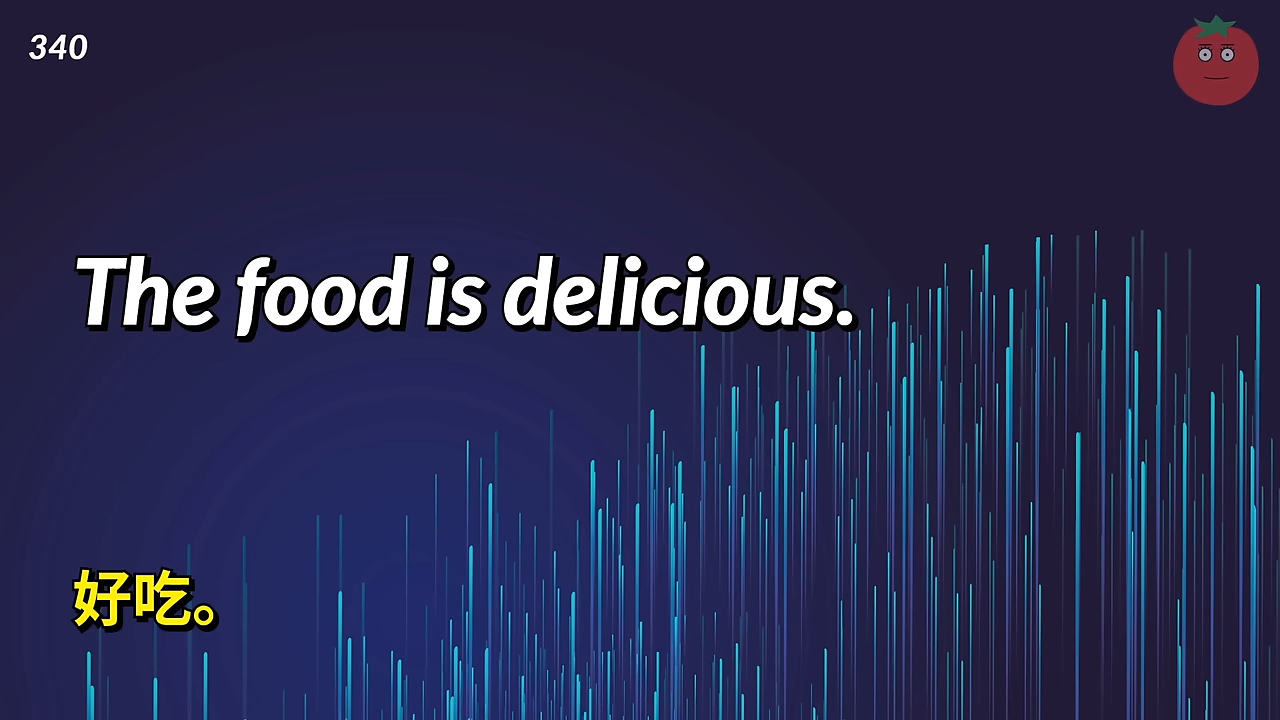 340
The food is delicious.
好吃。